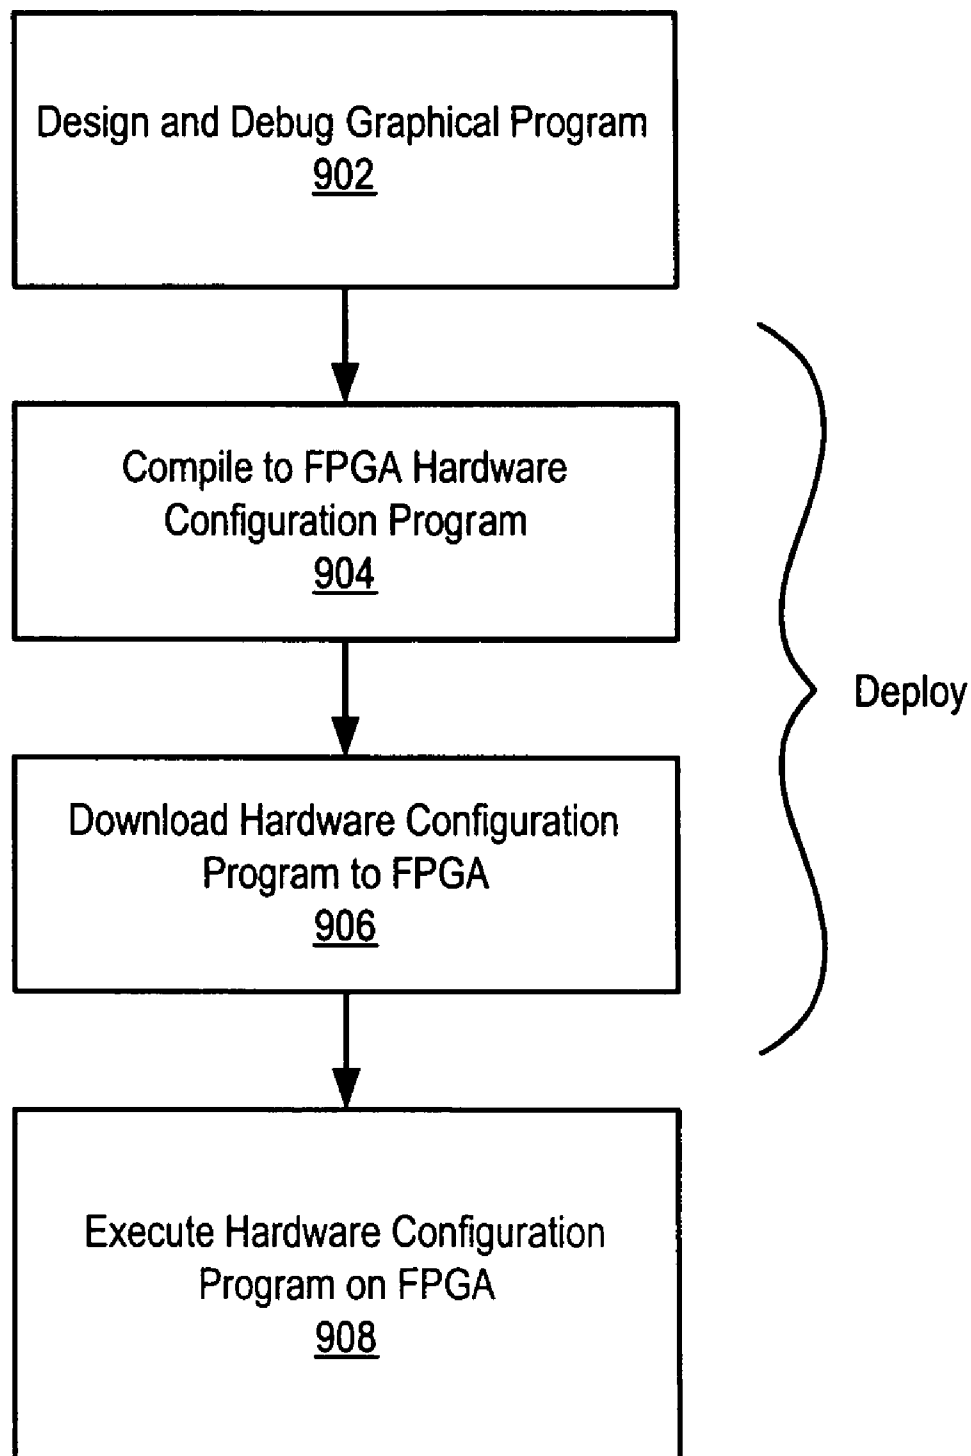 Design and Debug Graphical Program
902
Compile to FPGA Hardware
Configuration Program
904
Deploy
Download Hardware Configuration
Program to FPGA
906
Execute Hardware Configuration
Program on FPGA
908